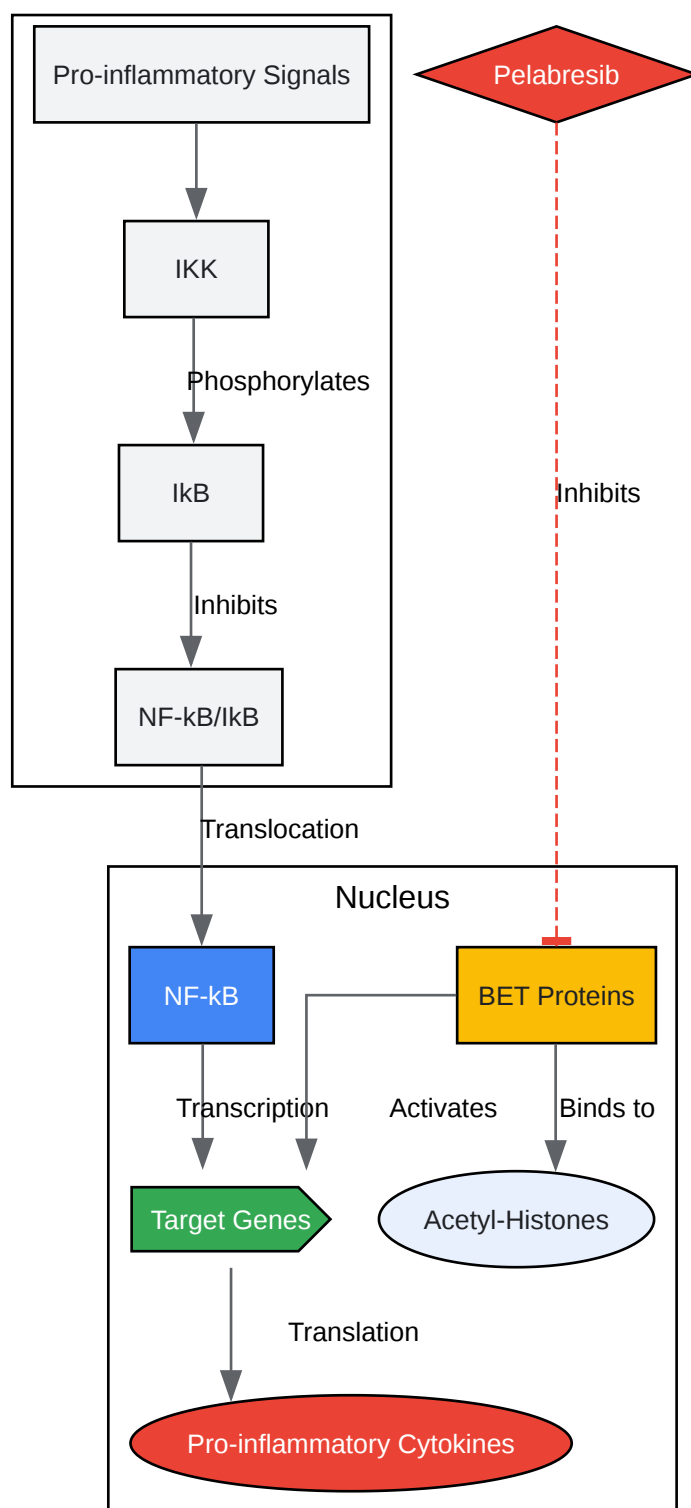 Pro-inflammatory Signals
Pelabresib
IKK
Phosphorylates
IkB
Inhibits
Inhibits
NF-kB/IkB
Translocation
Nucleus
NF-kB
BET Proteins
Transcription
Activates
Binds to
Target Genes
Acetyl-Histones
Translation
Pro-inflammatory Cytokines